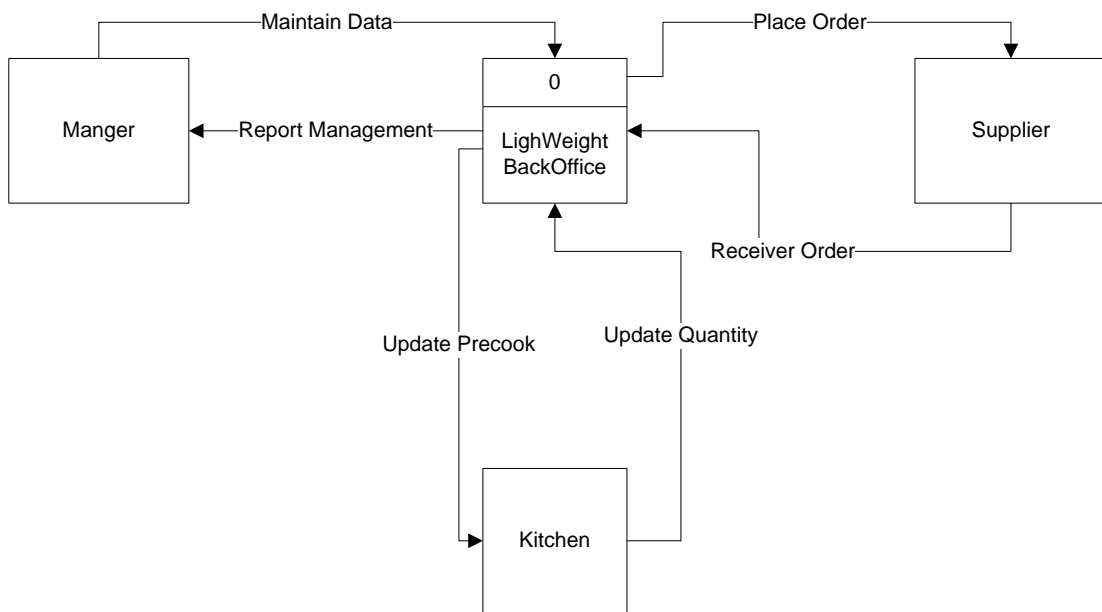 Maintain Data
Place Order
0
Manger
Report Management
LighWeight
BackOffice
Supplier
Receiver Order
Update Precook
Update Quantity
Kitchen